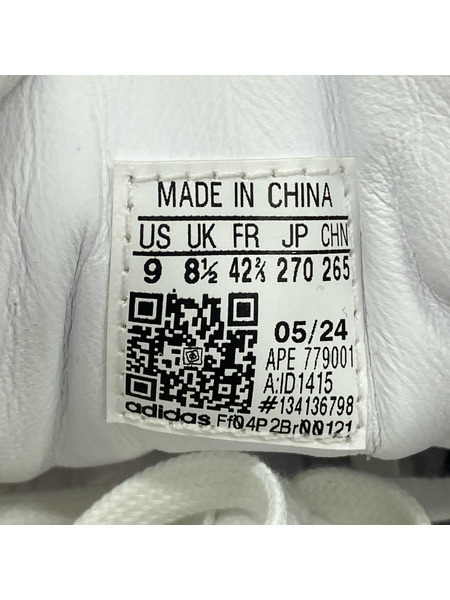 MADE IN CHINA
US UK FR JP CHN
9 8½ 42⅔ 270 265
05/24
APE 779001
A:ID1415
#134136798
adidas Ff04P2Br00121